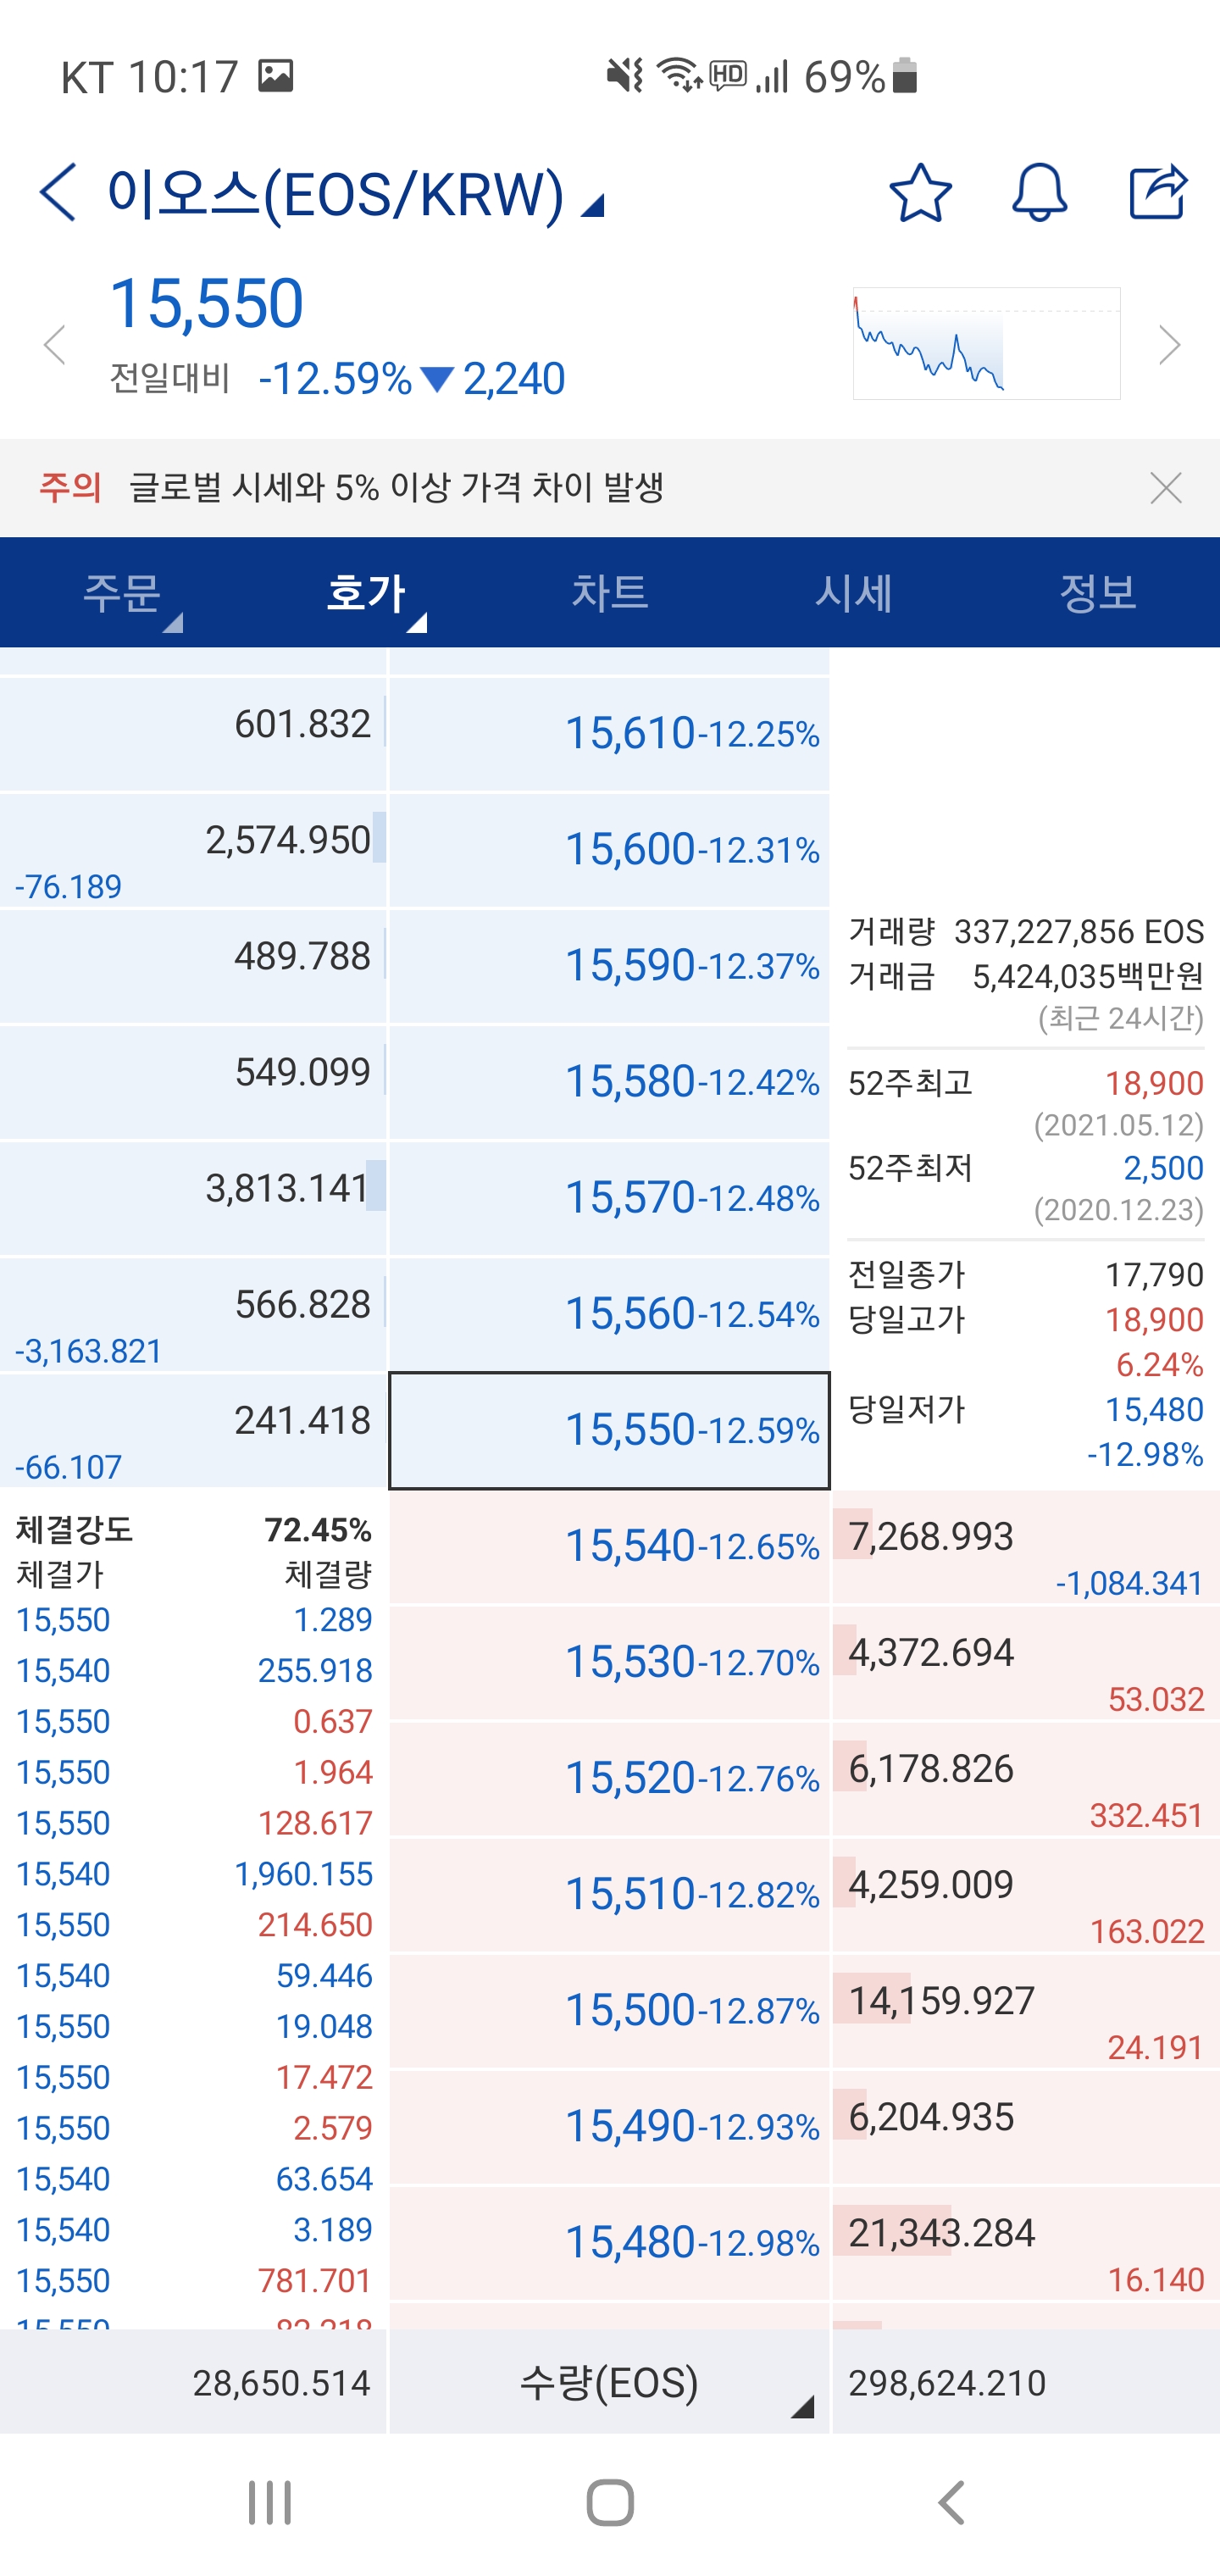 KT 10:17 HD 69%
이오스(EOS/KRW)
15,550
전일대비 -12.59% ▼ 2,240
주의 글로벌 시세와 5% 이상 가격 차이 발생
주문 호가 차트 시세 정보
601.832 15,610 -12.25%
2,574.950 15,600 -12.31%
-76.189
489.788 15,590 -12.37%
549.099 15,580 -12.42%
3,813.141 15,570 -12.48%
566.828 15,560 -12.54%
-3,163.821
241.418 15,550 -12.59%
-66.107
거래량 337,227,856 EOS
거래금 5,424,035백만원
(최근 24시간)
52주최고 18,900
(2021.05.12)
52주최저 2,500
(2020.12.23)
전일종가 17,790
당일고가 18,900
6.24%
당일저가 15,480
-12.98%
체결강도 72.45%
체결가 체결량
15,550 1.289
15,540 255.918
15,550 0.637
15,550 1.964
15,550 128.617
15,540 1,960.155
15,550 214.650
15,540 59.446
15,550 19.048
15,550 17.472
15,550 2.579
15,540 63.654
15,540 3.189
15,550 781.701
15,550 82.218
15,540 -12.65% 7,268.993
-1,084.341
15,530 -12.70% 4,372.694
53.032
15,520 -12.76% 6,178.826
332.451
15,510 -12.82% 4,259.009
163.022
15,500 -12.87% 14,159.927
24.191
15,490 -12.93% 6,204.935
15,480 -12.98% 21,343.284
16.140
28,650.514 수량(EOS) 298,624.210